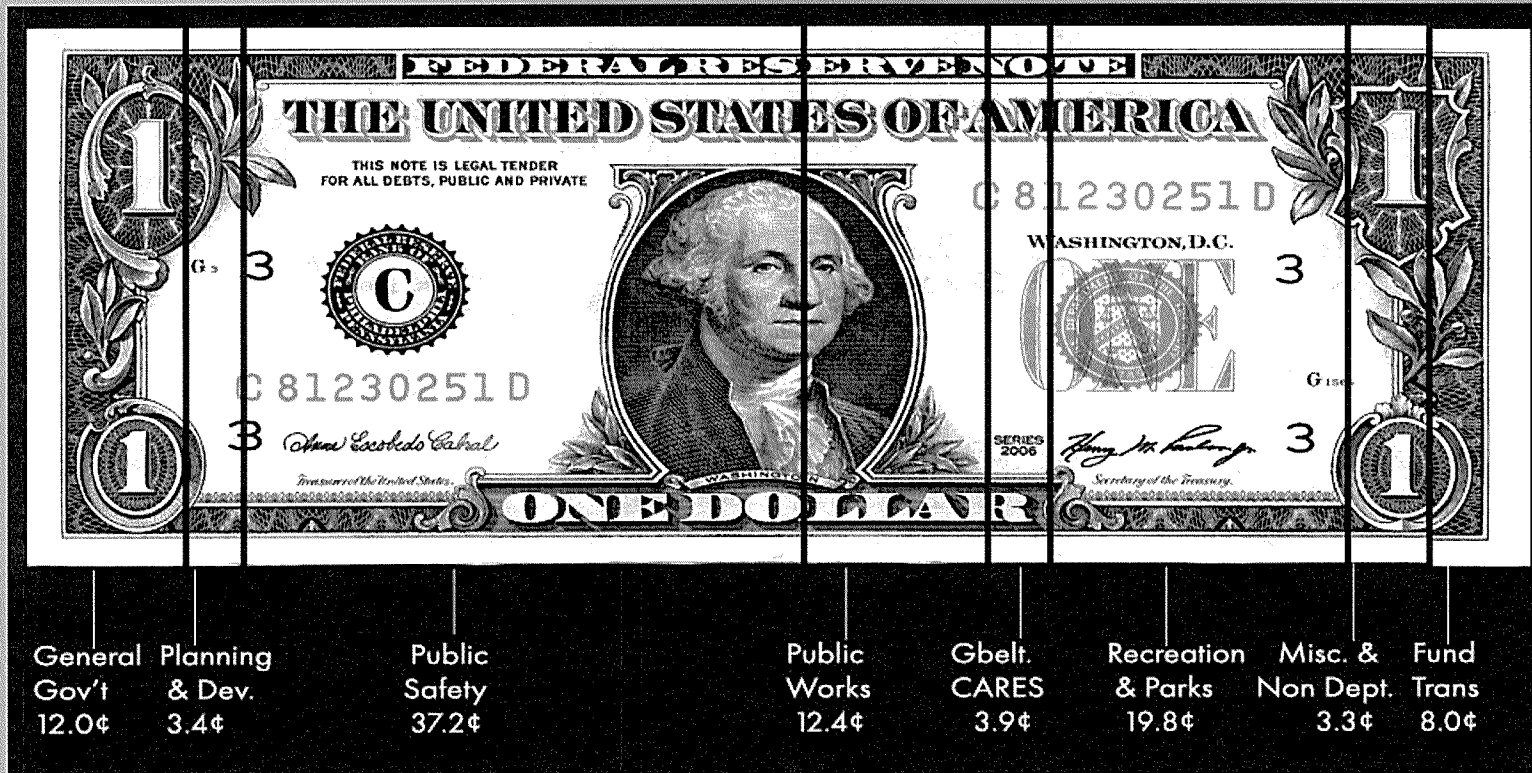 FEDERAL RESERVE NOTE
THE UNITED STATES OF AMERICA
THIS NOTE IS LEGAL TENDER
FOR ALL DEBTS, PUBLIC AND PRIVATE
1
1
C 81230251 D
WASHINGTON, D.C.
3
C
3
ONE
C 81230251 D
3
Anna Escobedo Cabral
SERIES
2006
3
1
Treasurer of the United States.
WASHINGTON
Secretary of the Treasury.
1
ONE DOLLAR
General Gov't 12.0¢
Planning & Dev. 3.4¢
Public Safety 37.2¢
Public Works 12.4¢
Gbelt. CARES 3.9¢
Recreation & Parks 19.8¢
Misc. & Non Dept. 3.3¢
Fund Trans 8.0¢